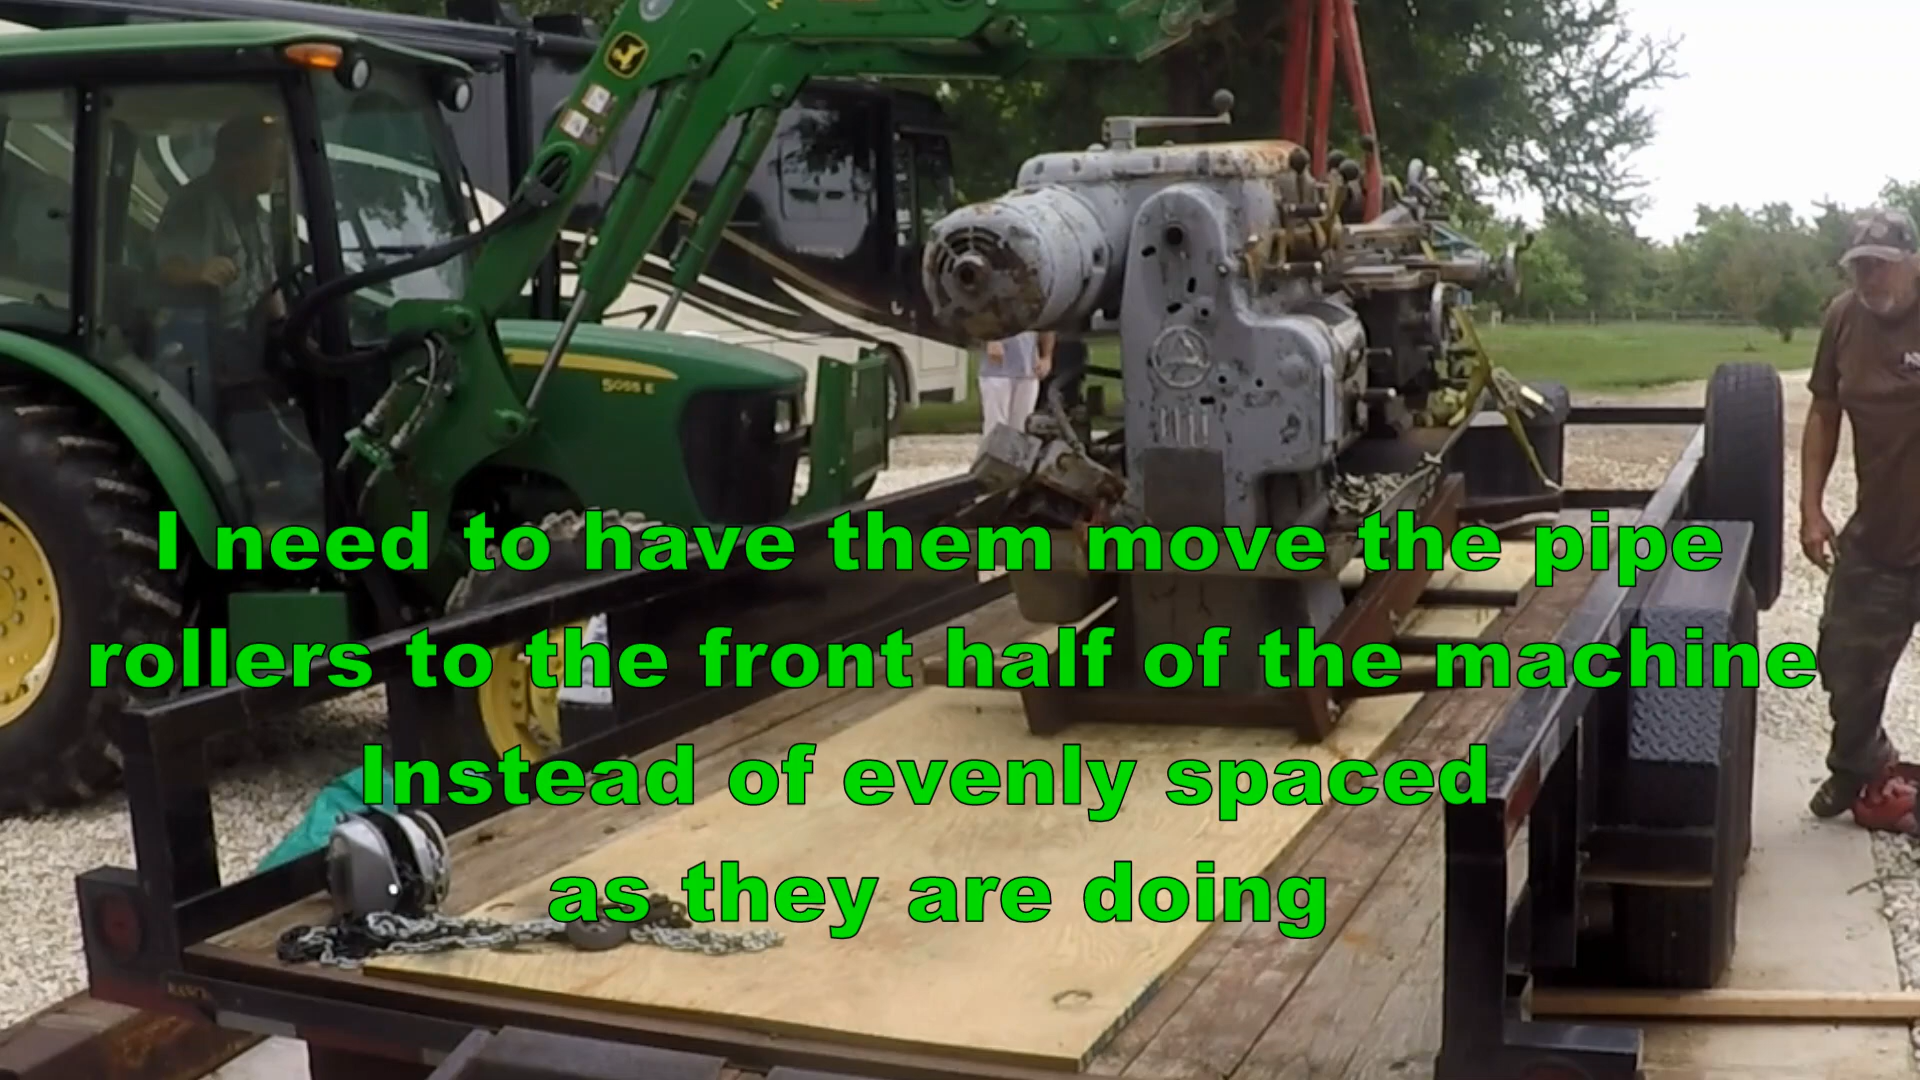 5055 E
I need to have them move the pipe
rollers to the front half of the machine
Instead of evenly spaced
as they are doing